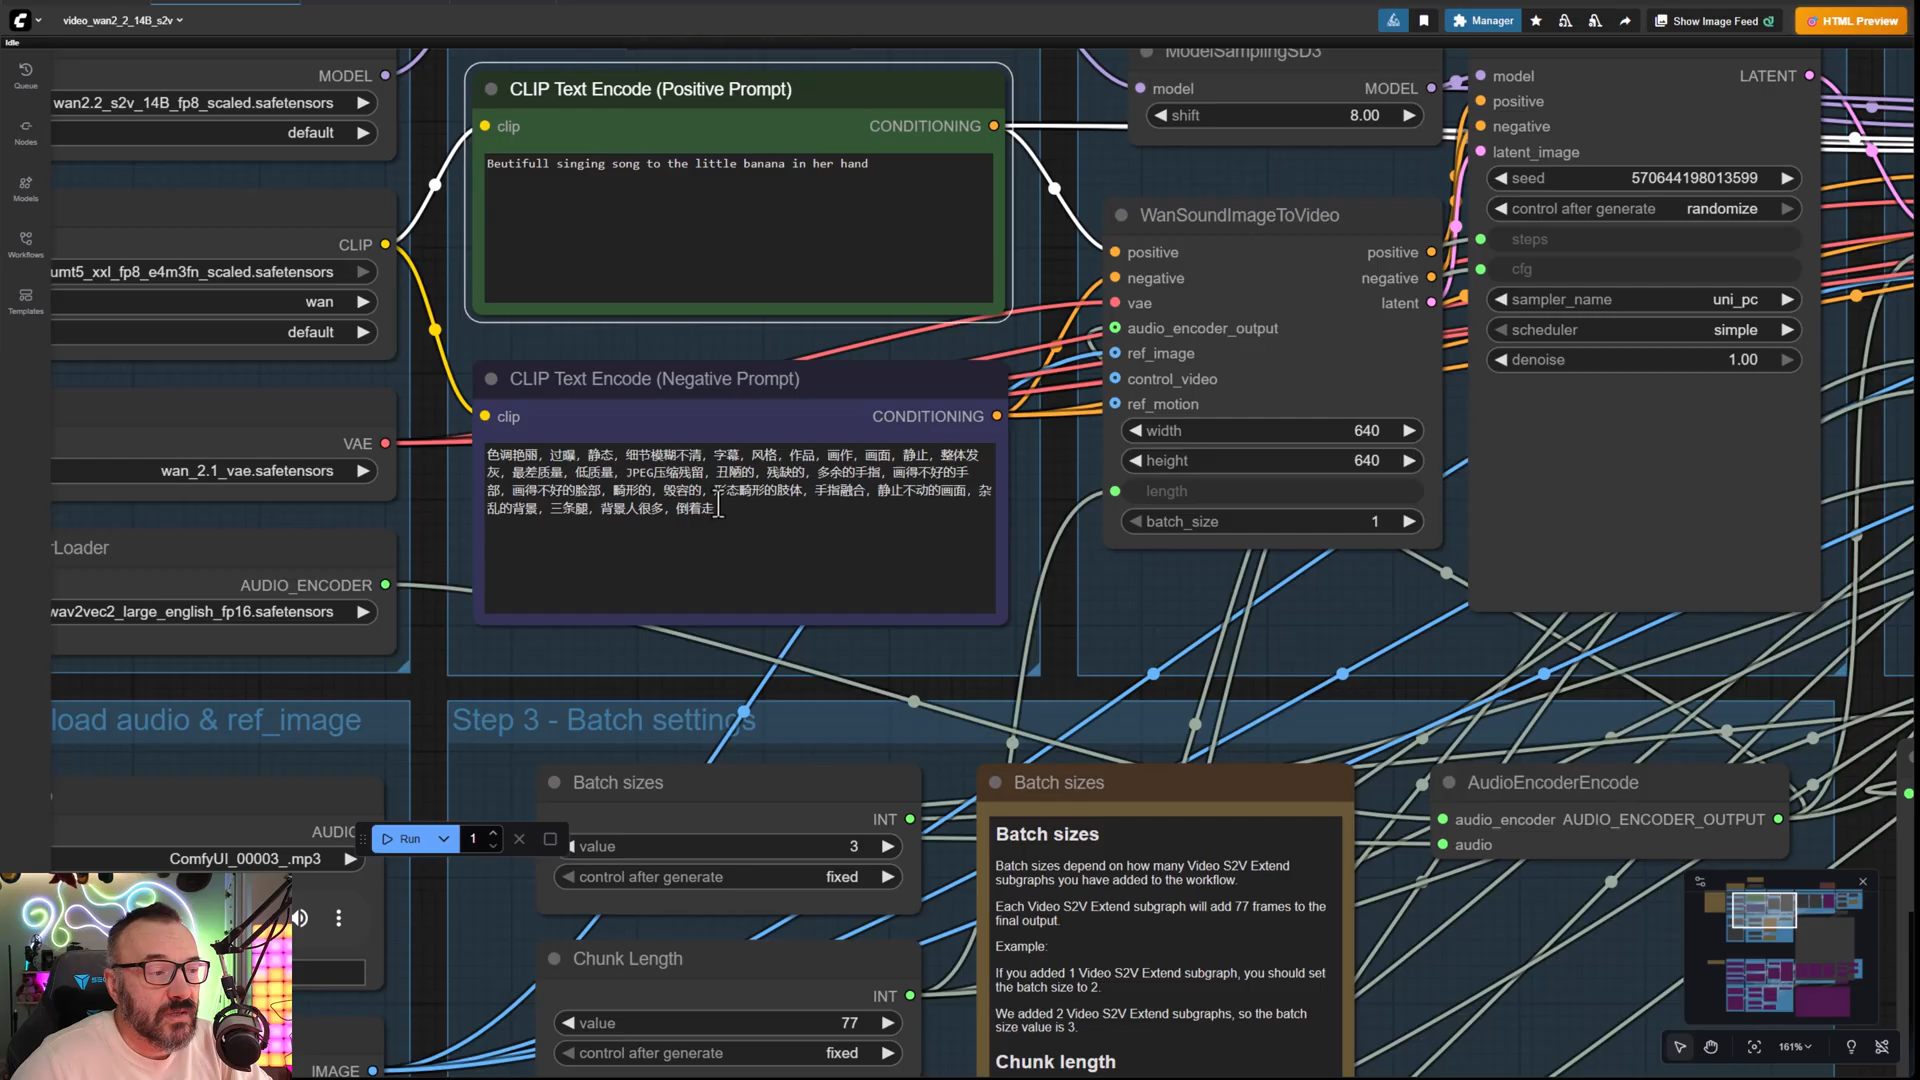 video_wan2_2_14B_s2v
Manager
Show Image Feed
HTML Preview
Idle
Queue
Nodes
Models
Workflows
Templates
MODEL
wan2.2_s2v_14B_fp8_scaled.safetensors
default
CLIP
umt5_xxl_fp8_e4m3fn_scaled.safetensors
wan
default
VAE
wan_2.1_vae.safetensors
rLoader
AUDIO_ENCODER
wav2vec2_large_english_fp16.safetensors
CLIP Text Encode (Positive Prompt)
clip
CONDITIONING
Beutifull singing song to the little banana in her hand
CLIP Text Encode (Negative Prompt)
clip
CONDITIONING
色调艳丽，过曝，静态，细节模糊不清，字幕，风格，作品，画作，画面，静止，整体发
灰，最差质量，低质量，JPEG压缩残留，丑陋的，残缺的，多余的手指，画得不好的手
部，画得不好的脸部，畸形的，毁容的，形态畸形的肢体，手指融合，静止不动的画面，杂
乱的背景，三条腿，背景人很多，倒着走
ModelSamplingSD3
model
MODEL
shift
8.00
WanSoundImageToVideo
positive
positive
negative
negative
vae
latent
audio_encoder_output
ref_image
control_video
ref_motion
width
640
height
640
length
batch_size
1
model
LATENT
positive
negative
latent_image
seed
570644198013599
control after generate
randomize
steps
cfg
sampler_name
uni_pc
scheduler
simple
denoise
1.00
load audio & ref_image
AUDIO
ComfyUI_00003_.mp3
IMAGE
Run
1
Step 3 - Batch settings
Batch sizes
INT
value
3
control after generate
fixed
Chunk Length
INT
value
77
control after generate
fixed
Batch sizes
Batch sizes
Batch sizes depend on how many Video S2V Extend
subgraphs you have added to the workflow.
Each Video S2V Extend subgraph will add 77 frames to the
final output.
Example:
If you added 1 Video S2V Extend subgraph, you should set
the batch size to 2.
We added 2 Video S2V Extend subgraphs, so the batch
size value is 3.
Chunk length
AudioEncoderEncode
audio_encoder
AUDIO_ENCODER_OUTPUT
audio
161%